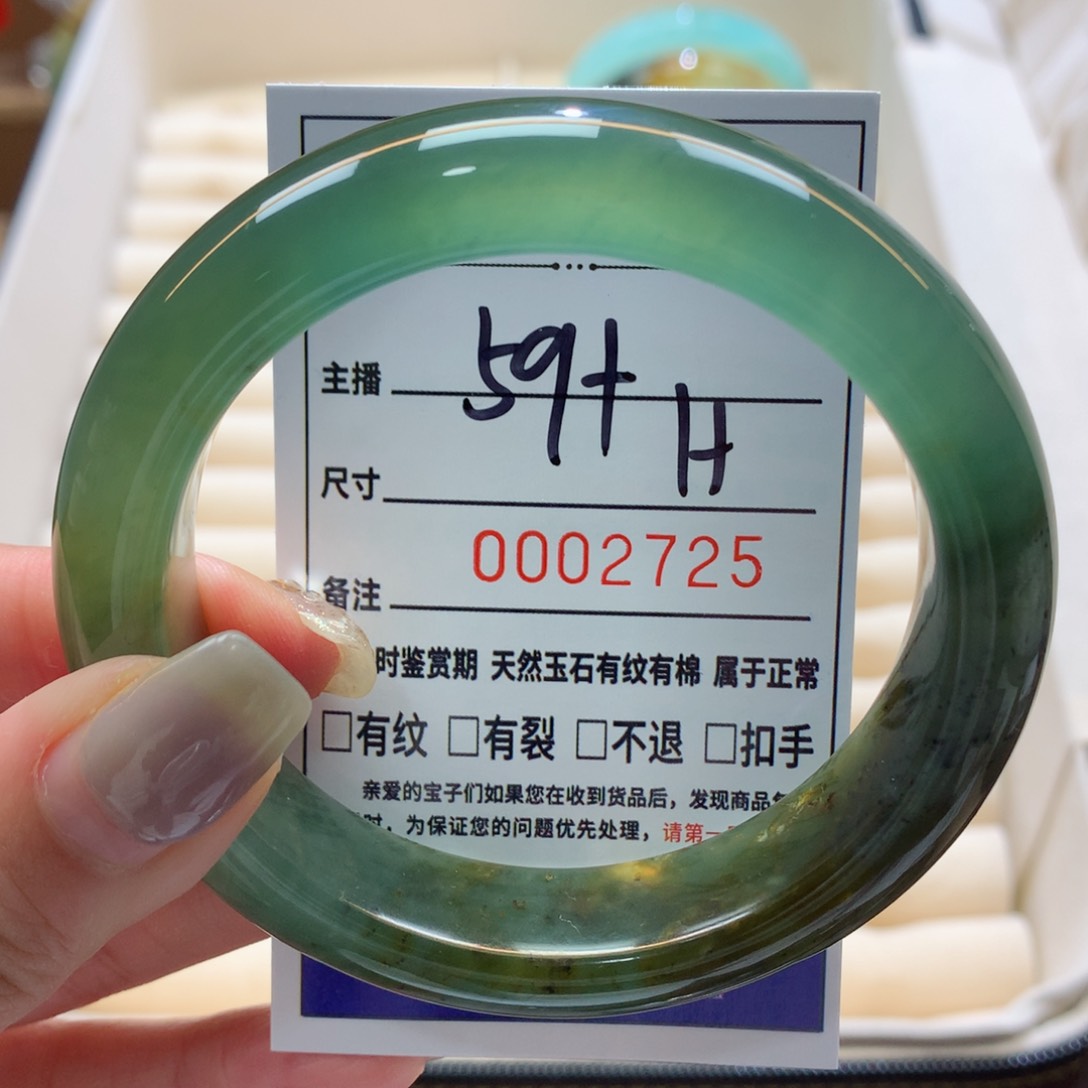 主播 59+
尺寸 H
备注 0002725
时鉴赏期 天然玉石有纹有棉 属于正常
□有纹 □有裂 □不退 □扣手
亲爱的宝子们如果您在收到货品后，发现商品
时，为保证您的问题优先处理，请第一